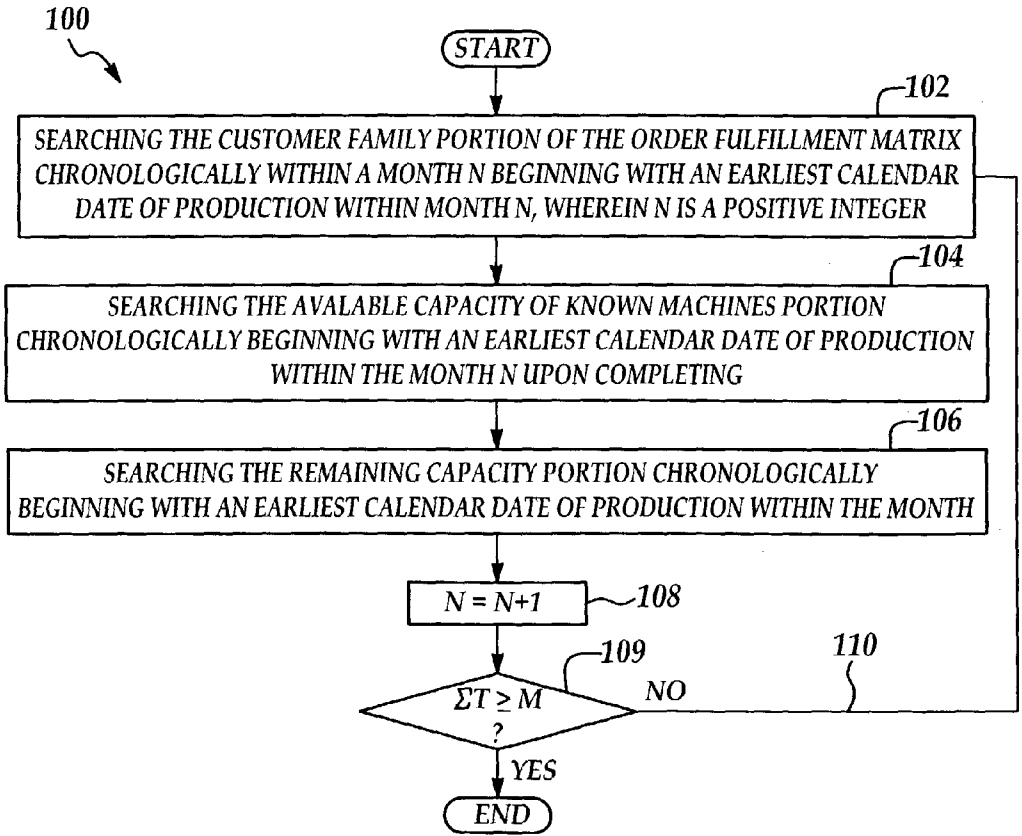 100
START
102
SEARCHING THE CUSTOMER FAMILY PORTION OF THE ORDER FULFILLMENT MATRIX
CHRONOLOGICALLY WITHIN A MONTH N BEGINNING WITH AN EARLIEST CALENDAR
DATE OF PRODUCTION WITHIN MONTH N, WHEREIN N IS A POSITIVE INTEGER
104
SEARCHING THE AVALABLE CAPACITY OF KNOWN MACHINES PORTION
CHRONOLOGICALLY BEGINNING WITH AN EARLIEST CALENDAR DATE OF PRODUCTION
WITHIN THE MONTH N UPON COMPLETING
106
SEARCHING THE REMAINING CAPACITY PORTION CHRONOLOGICALLY
BEGINNING WITH AN EARLIEST CALENDAR DATE OF PRODUCTION WITHIN THE MONTH
N = N+1
108
109
ΣT ≥ M
?
NO
110
YES
END